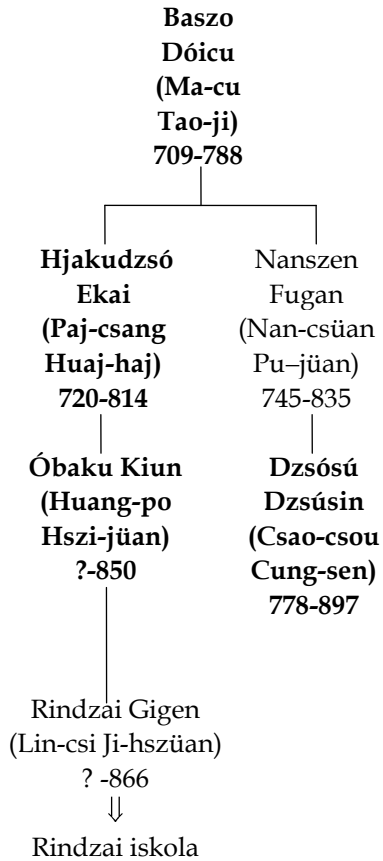 Baszo
Dóicu
(Ma-cu
Tao-ji)
709-788
Hjakudzsó
Ekai
(Paj-csang
Huaj-haj)
720-814
Nanszen
Fugan
(Nan-csüan
Pu–jüan)
745-835
Óbaku Kiun
(Huang-po
Hszi-jüan)
?-850
Dzsósú
Dzsúsin
(Csao-csou
Cung-sen)
778-897
Rindzai Gigen
(Lin-csi Ji-hszüan)
? -866
⇓
Rindzai iskola